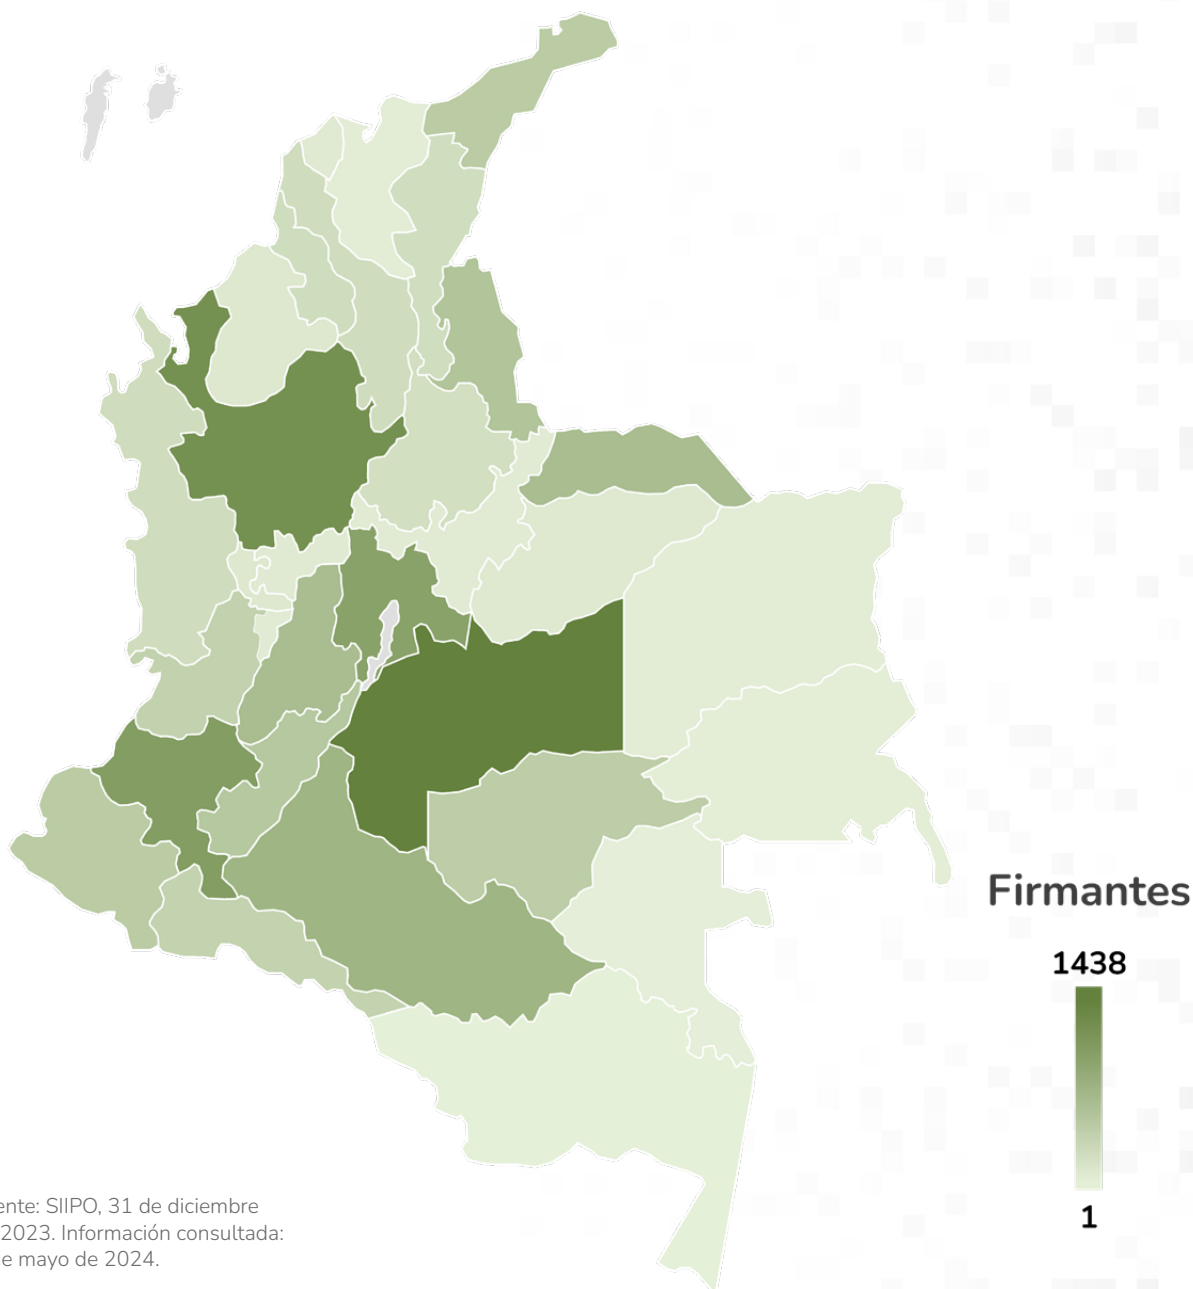 Firmantes
1438
1
ente: SIIPO, 31 de diciembre
2023. Información consultada:
e mayo de 2024.